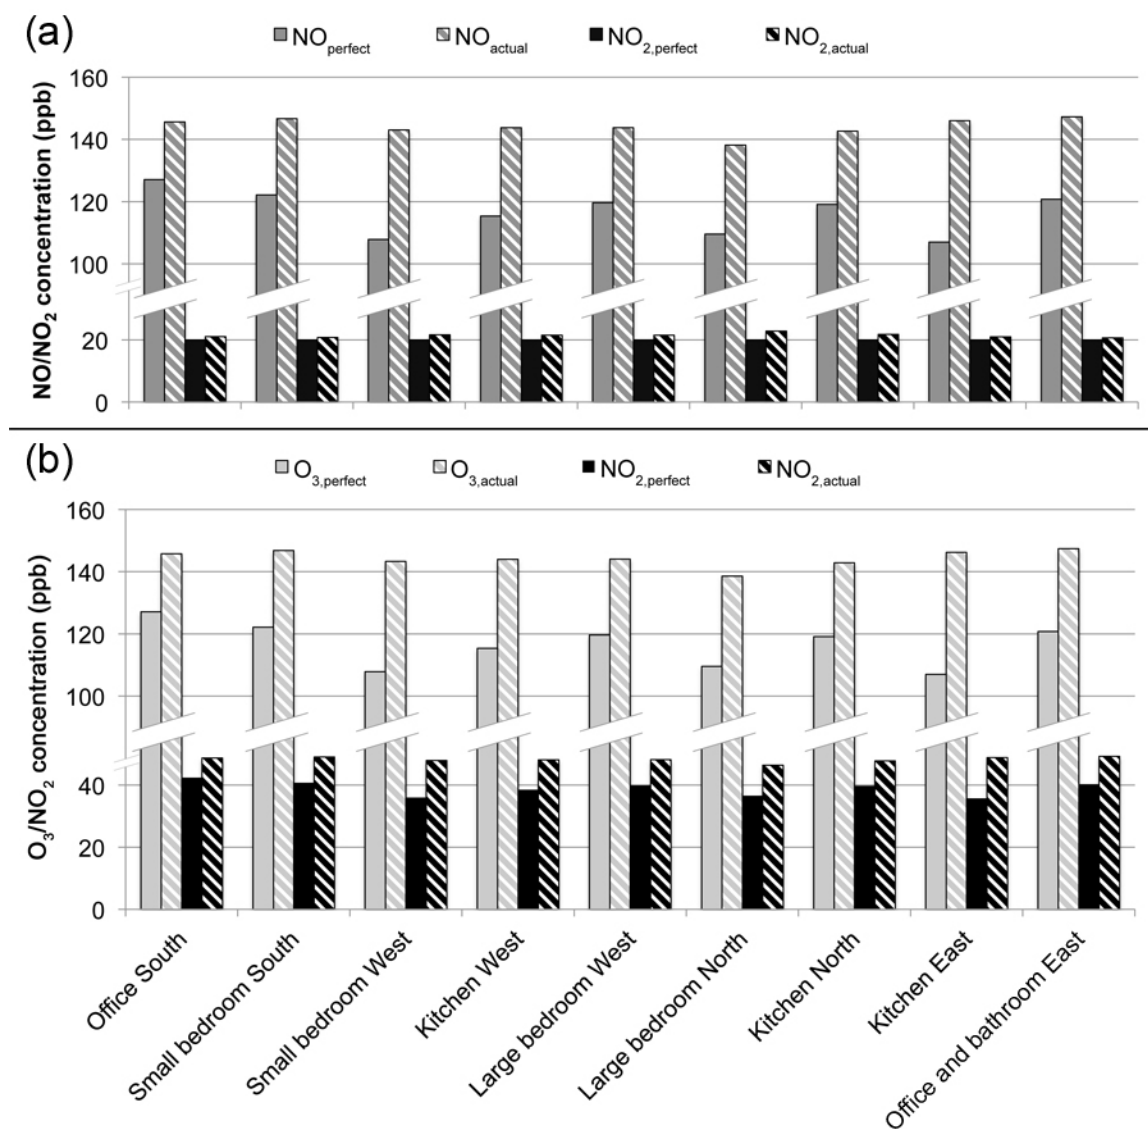 (a)
NOperfect NOactual NO2,perfect NO2,actual
NO/NO2 concentration (ppb)
160
140
120
100
20
0
(b)
O3,perfect O3,actual NO2,perfect NO2,actual
O3/NO2 concentration (ppb)
160
140
120
100
40
20
0
Office South
Small bedroom South
Small bedroom West
Kitchen West
Large bedroom West
Large bedroom North
Kitchen North
Kitchen East
Office and bathroom East